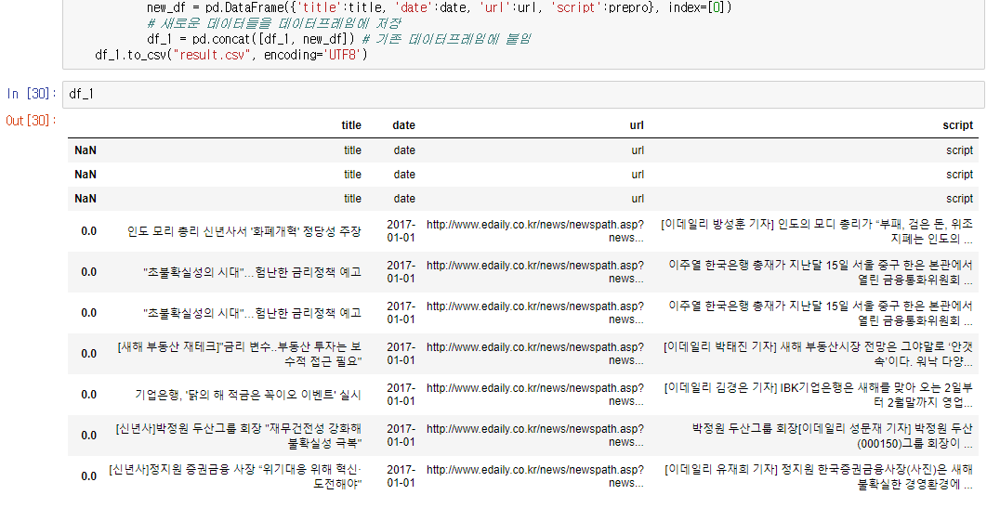 new_df = pd.DataFrame({'title':title, 'date':date, 'url':url, 'script':prepro}, index=[0])
# 새로운 데이터들을 데이터프레임에 저장
df_1 = pd.concat([df_1, new_df]) # 기존 데이터프레임에 붙임
df_1.to_csv("result.csv", encoding='UTF8')
In [30]: df_1
Out[30]:
title date url script
NaN title date url script
NaN title date url script
NaN title date url script
0.0 인도 모리 총리 신년사서 '화폐개혁' 정당성 주장 2017- http://www.edaily.co.kr/news/newspath.asp? [이데일리 방성훈 기자] 인도의 모디 총리가 “부패, 검은 돈, 위조
01-01 news... 지폐는 인도의 ...
0.0 "초불확실성의 시대"…험난한 금리정책 예고 2017- http://www.edaily.co.kr/news/newspath.asp? 이주열 한국은행 총재가 지난달 15일 서울 중구 한은 본관에서
01-01 news... 열린 금융통화위원회 ...
0.0 "초불확실성의 시대"…험난한 금리정책 예고 2017- http://www.edaily.co.kr/news/newspath.asp? 이주열 한국은행 총재가 지난달 15일 서울 중구 한은 본관에서
01-01 news... 열린 금융통화위원회 ...
0.0 [새해 부동산 재테크]"금리 변수..부동산 투자는 보 2017- http://www.edaily.co.kr/news/newspath.asp? [이데일리 박태진 기자] 새해 부동산시장 전망은 그야말로 ‘안갯
수적 접근 필요" 01-01 news... 속’이다. 워낙 다양...
0.0 기업은행, '닭의 해 적금은 꼭이오 이벤트' 실시 2017- http://www.edaily.co.kr/news/newspath.asp? [이데일리 김경은 기자] IBK기업은행은 새해를 맞아 오는 2일부
01-01 news... 터 2월말까지 영업...
0.0 [신년사]박정원 두산그룹 회장 "재무건전성 강화해 2017- http://www.edaily.co.kr/news/newspath.asp? 박정원 두산그룹 회장[이데일리 성문재 기자] 박정원 두산
불확실성 극복" 01-01 news... (000150)그룹 회장이 ...
0.0 [신년사]정지원 증권금융 사장 “위기대응 위해 혁신· 2017- http://www.edaily.co.kr/news/newspath.asp? [이데일리 유재희 기자] 정지원 한국증권금융사장(사진)은 새해
도전해야" 01-01 news... 불확실한 경영환경에 ...